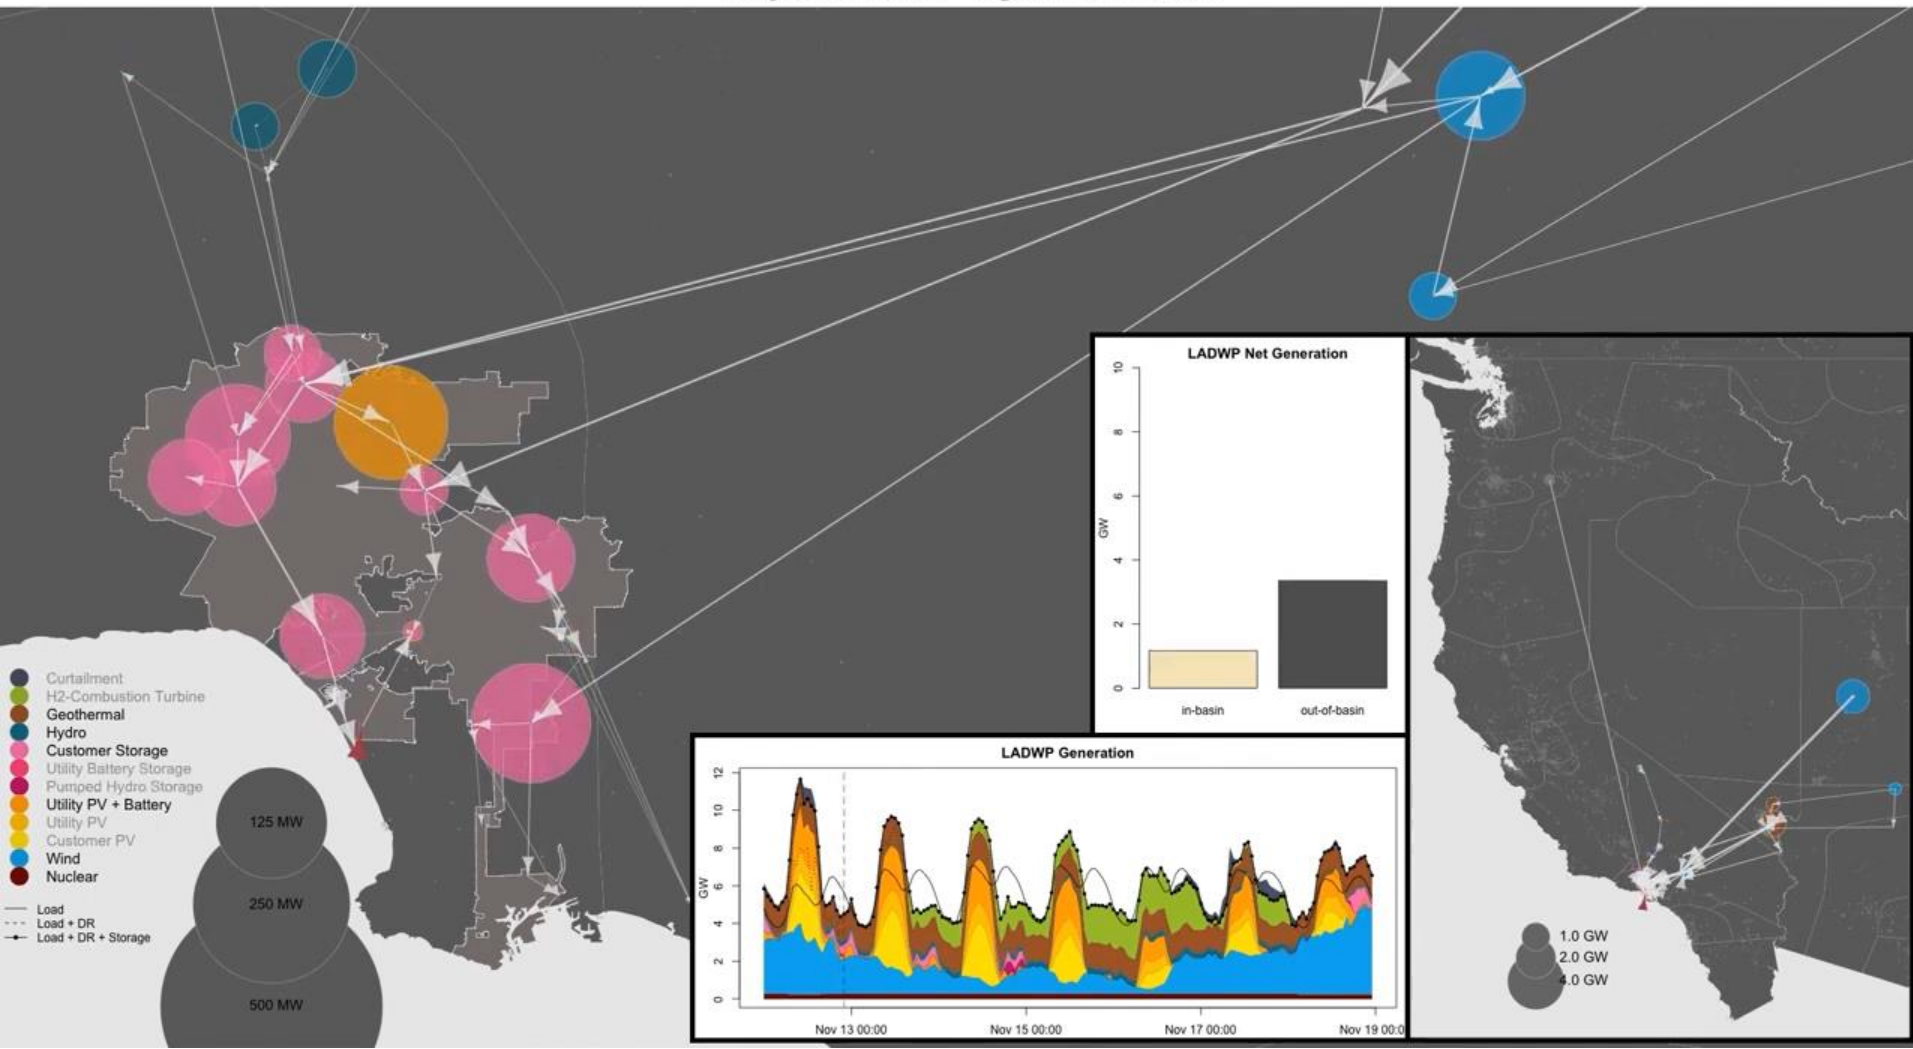 LADWP Net Generation
10
8
6
4
2
0
GW
in-basin
out-of-basin
Curtailment
H2-Combustion Turbine
Geothermal
Hydro
Customer Storage
Utility Battery Storage
Pumped Hydro Storage
Utility PV + Battery
Utility PV
Customer PV
Wind
Nuclear
Load
Load + DR
Load + DR + Storage
125 MW
250 MW
500 MW
LADWP Generation
12
10
8
6
4
2
0
GW
Nov 13 00:00
Nov 15 00:00
Nov 17 00:00
Nov 19 00:0
1.0 GW
2.0 GW
4.0 GW